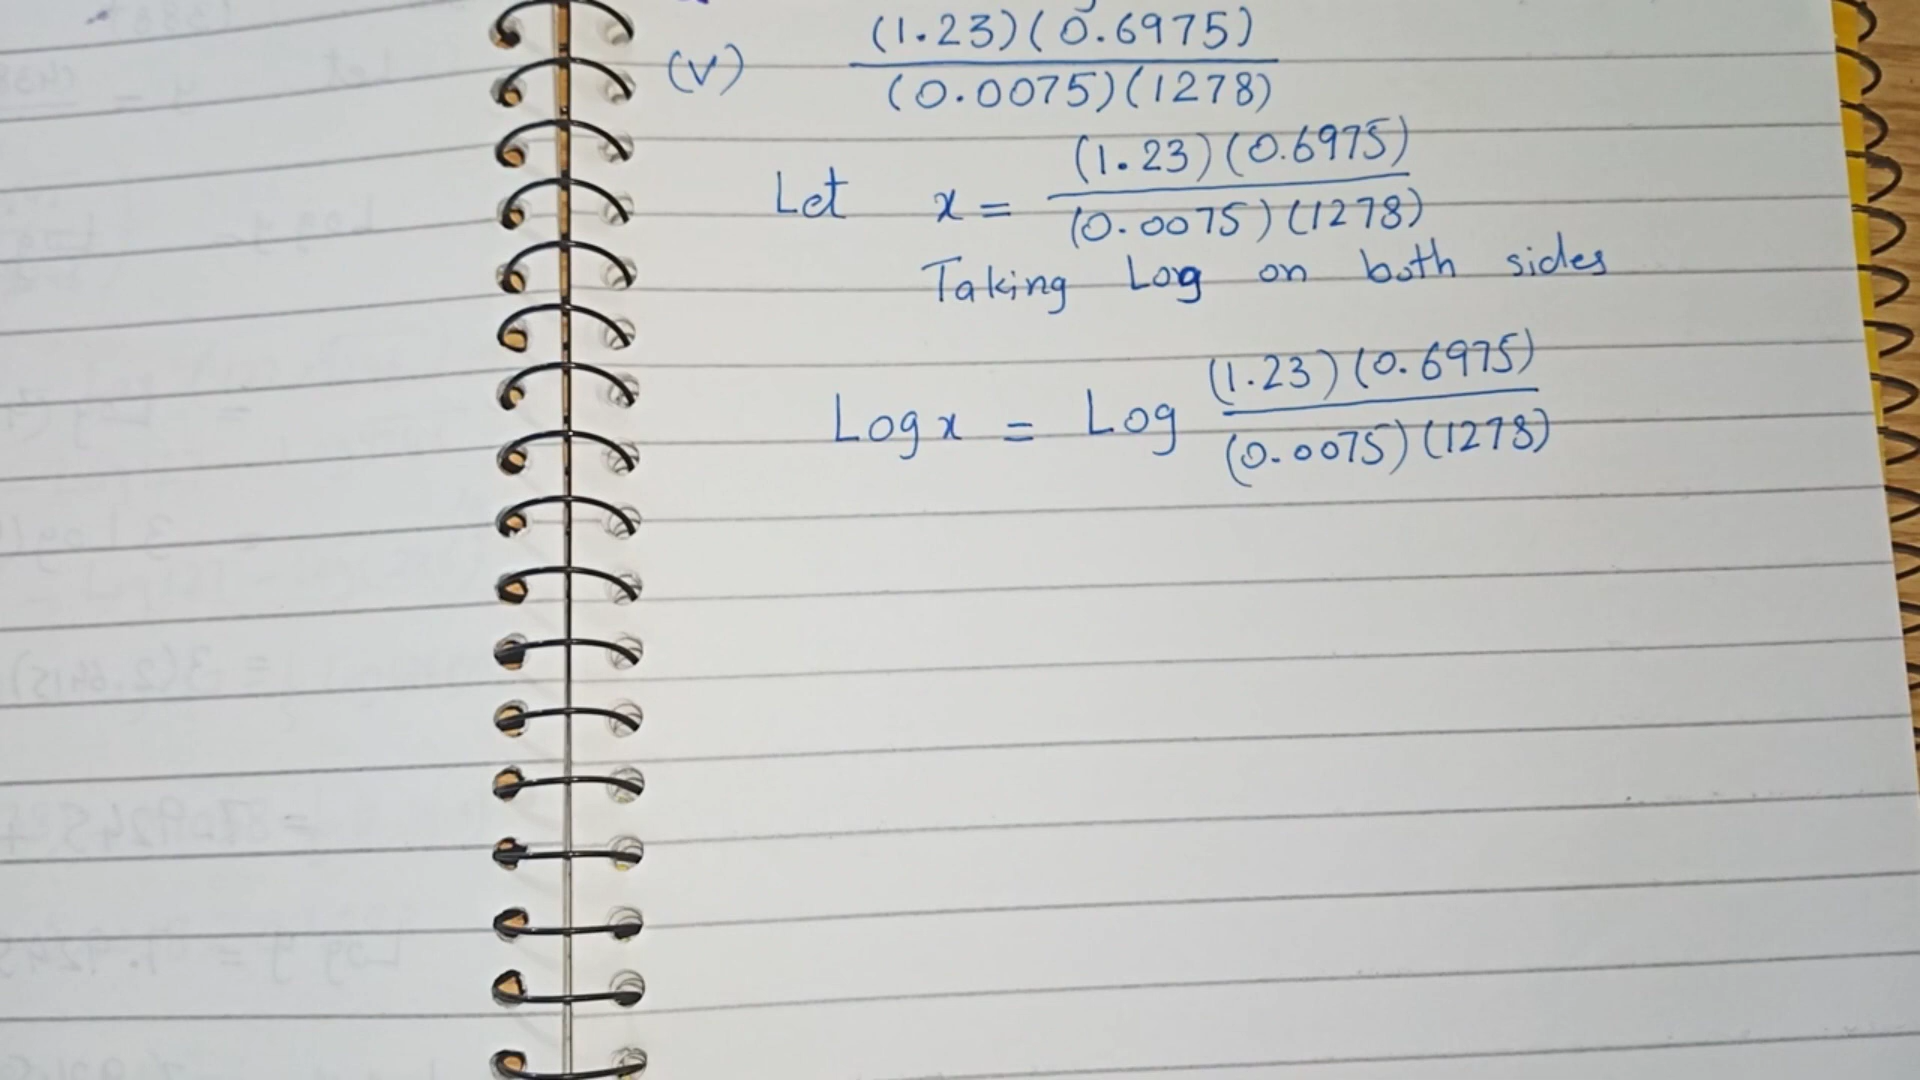 (v) (1.23)(0.6975)
(0.0075)(1278)
Let x = (1.23)(0.6975)
(0.0075)(1278)
Taking Log on both sides
Log x = Log (1.23)(0.6975)
(0.0075)(1278)